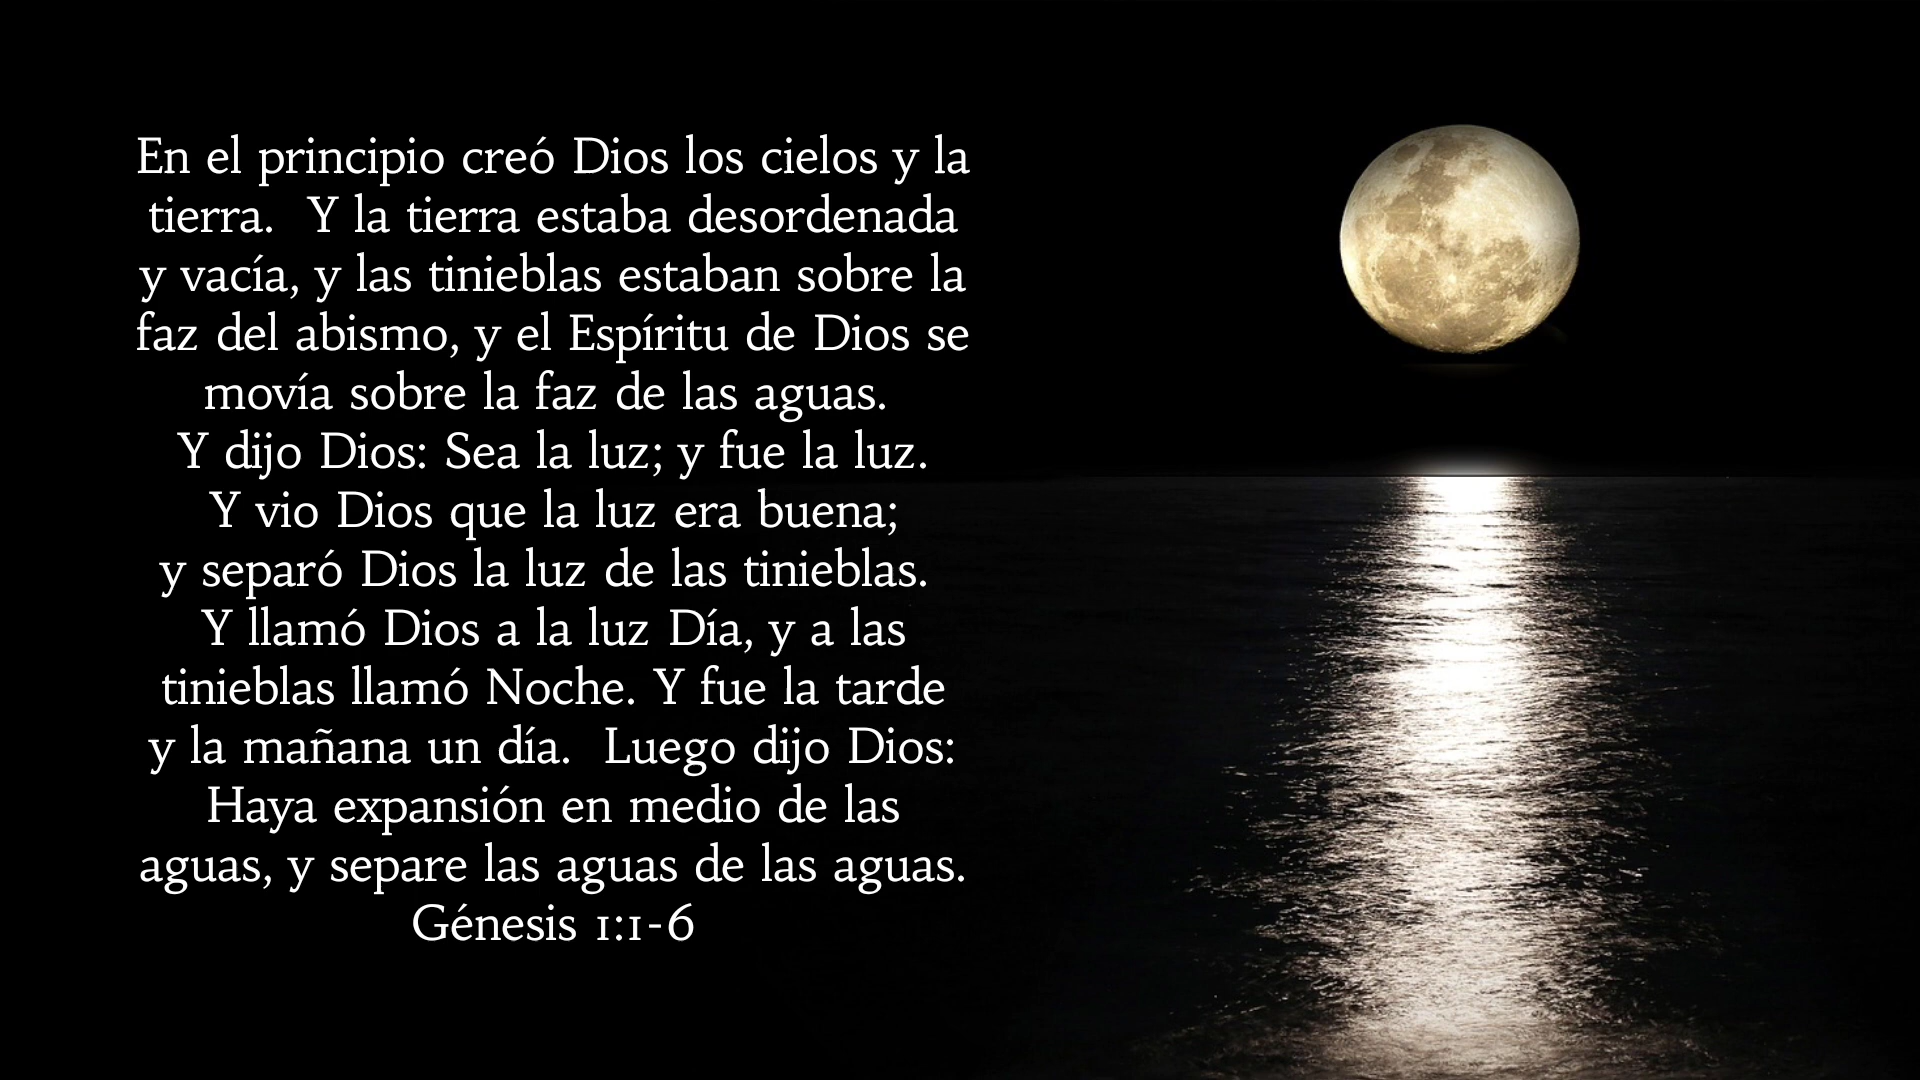 En el principio creó Dios los cielos y la
tierra.  Y la tierra estaba desordenada
y vacía, y las tinieblas estaban sobre la
faz del abismo, y el Espíritu de Dios se
movía sobre la faz de las aguas.
Y dijo Dios: Sea la luz; y fue la luz.
Y vio Dios que la luz era buena;
y separó Dios la luz de las tinieblas.
Y llamó Dios a la luz Día, y a las
tinieblas llamó Noche. Y fue la tarde
y la mañana un día.  Luego dijo Dios:
Haya expansión en medio de las
aguas, y separe las aguas de las aguas.
Génesis 1:1-6